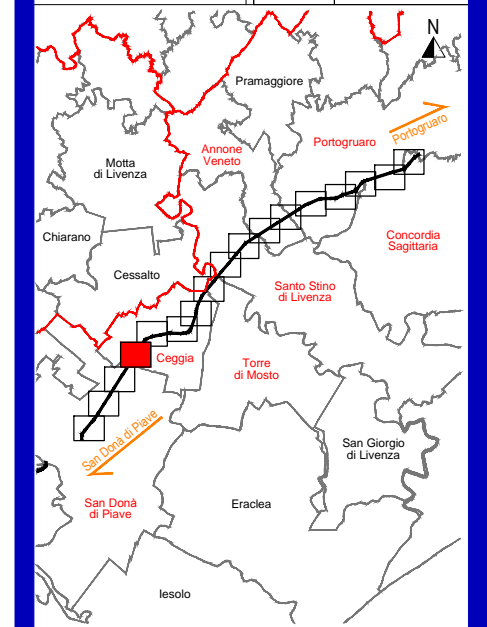 N
Pramaggiore
Portogruaro
Portogruaro
Annone
Veneto
Motta
di Livenza
Chiarano
Concordia
Sagittaria
Cessalto
Santo Stino
di Livenza
Ceggia
Torre
di Mosto
San Donà di Piave
San Giorgio
di Livenza
San Donà
di Piave
Eraclea
Iesolo